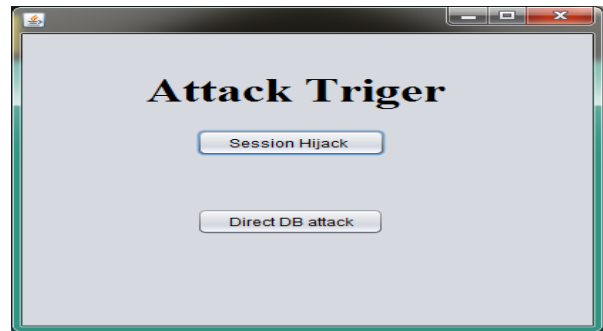 Attack Triger
Session Hijack
Direct DB attack